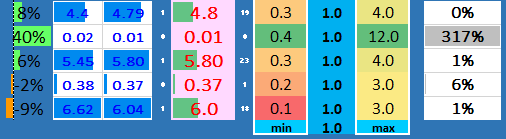 8% 4.4 4.79 1 4.8 19 0.3 1.0 4.0 0%
40% 0.02 0.01 0 0.01 0 0.4 1.0 12.0 317%
6% 5.45 5.80 1 5.80 23 0.3 1.0 4.0 1%
-2% 0.38 0.37 0 0.37 1 0.2 1.0 3.0 6%
-9% 6.62 6.04 1 6.0 18 0.1 1.0 3.0 1%
min 1.0 max